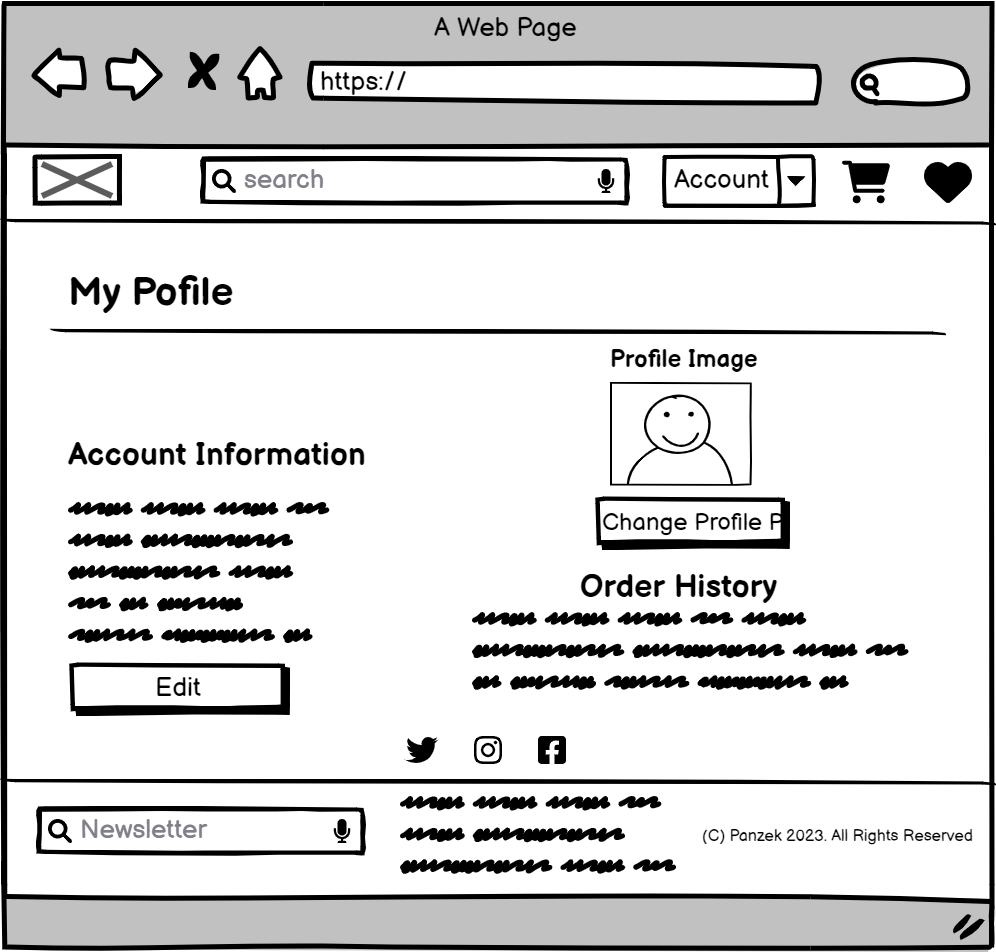 A Web Page
https://
search
Account
My Pofile
Profile Image
Change Profile P
Account Information
Order History
Edit
Newsletter
(C) Panzek 2023. All Rights Reserved